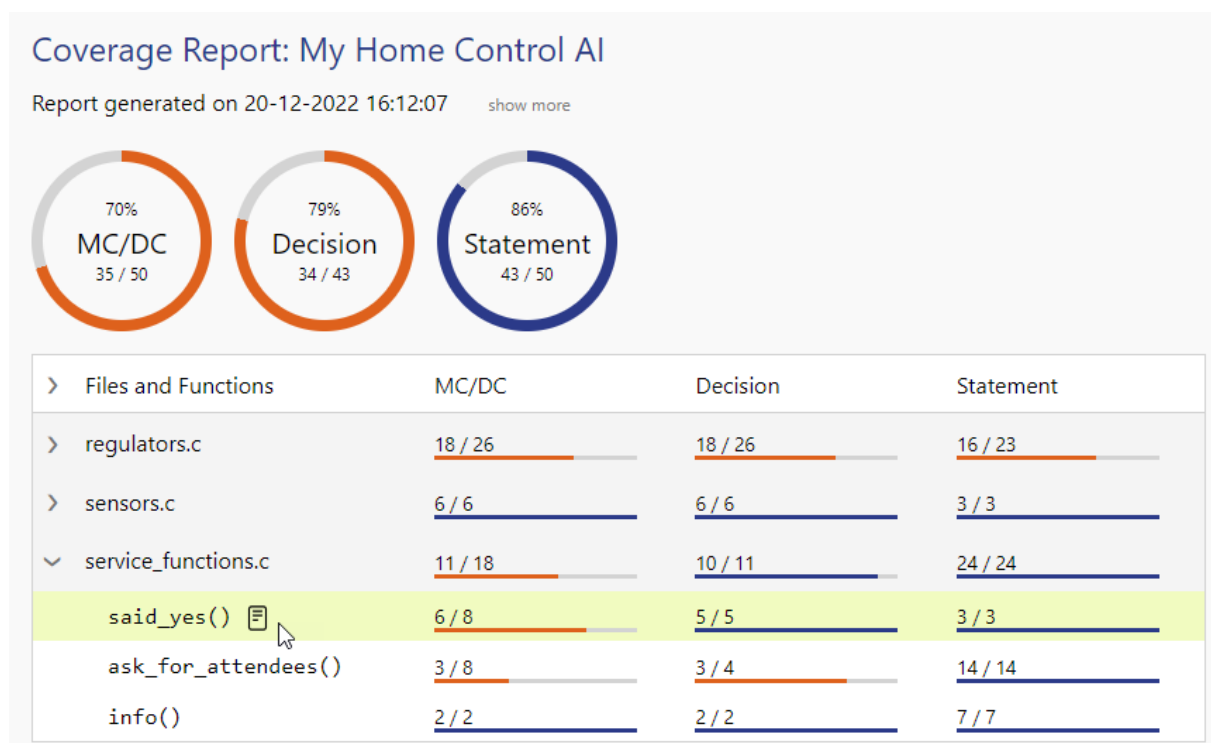 Coverage Report: My Home Control AI
Report generated on 20-12-2022 16:12:07 show more
70%
MC/DC
35 / 50
79%
Decision
34 / 43
86%
Statement
43 / 50
Files and Functions MC/DC Decision Statement
regulators.c 18 / 26 18 / 26 16 / 23
sensors.c 6 / 6 6 / 6 3 / 3
service_functions.c 11 / 18 10 / 11 24 / 24
said_yes() 6 / 8 5 / 5 3 / 3
ask_for_attendees() 3 / 8 3 / 4 14 / 14
info() 2 / 2 2 / 2 7 / 7